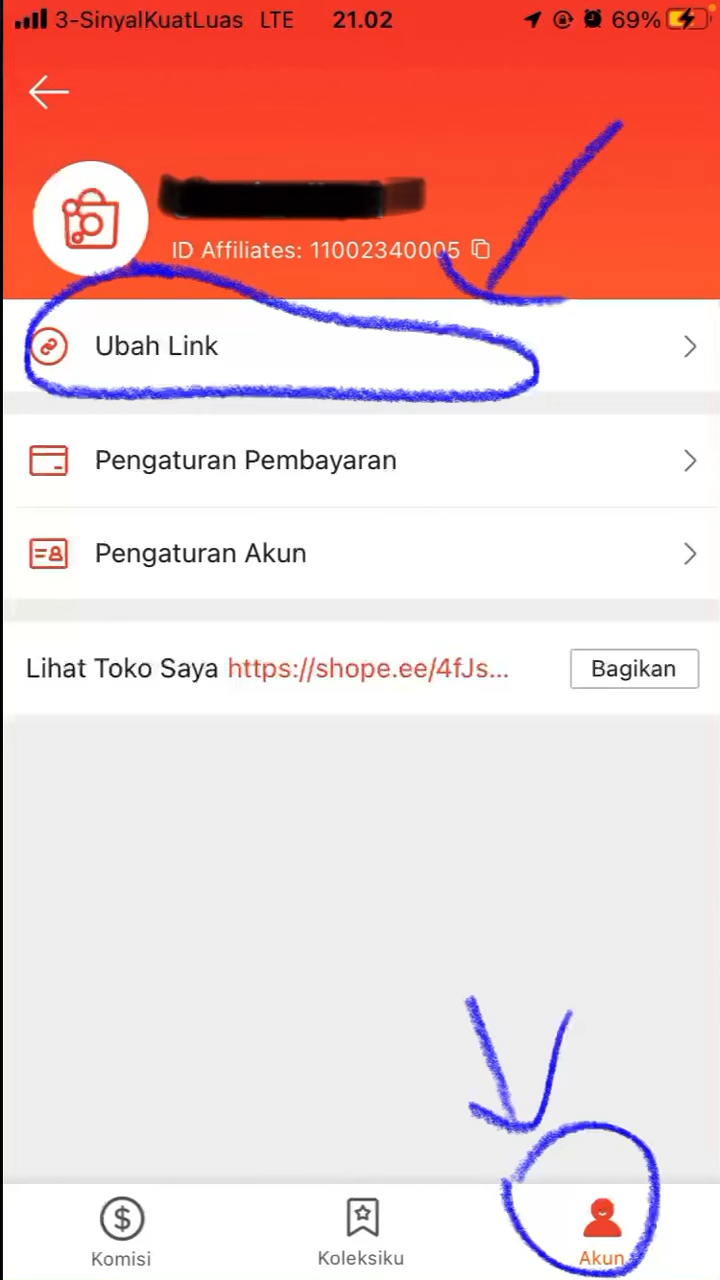 3-SinyalKuatLuas LTE 21.02 69%
ID Affiliates: 11002340005
Ubah Link
Pengaturan Pembayaran
Pengaturan Akun
Lihat Toko Saya https://shope.ee/4fJs... Bagikan
Komisi Koleksiku Akun